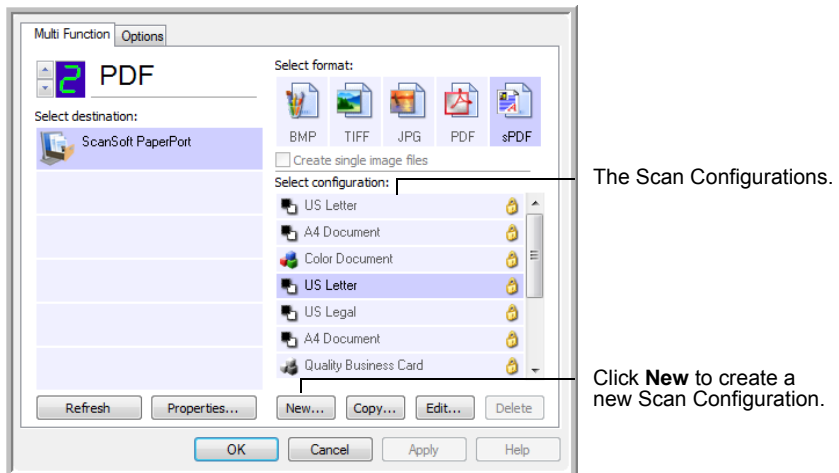 Multi Function Options
2 PDF
Select destination:
ScanSoft PaperPort
Select format:
BMP TIFF JPG PDF sPDF
Create single image files
Select configuration:
US Letter
A4 Document
Color Document
US Letter
US Legal
A4 Document
Quality Business Card
Refresh Properties... New... Copy... Edit... Delete
OK Cancel Apply Help
The Scan Configurations.
Click New to create a
new Scan Configuration.